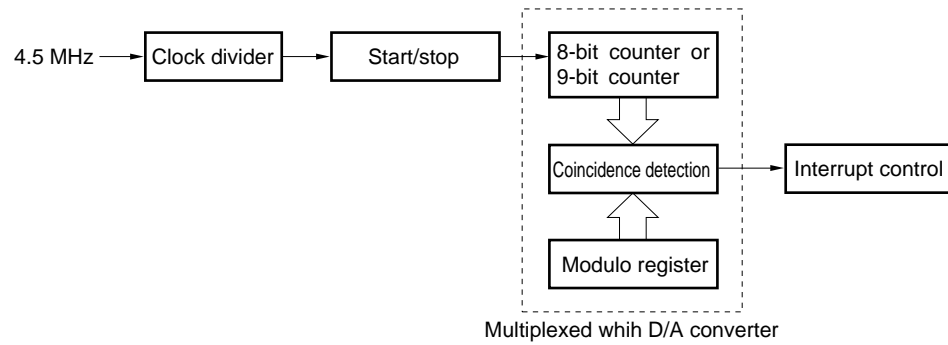 4.5 MHz
Clock divider
Start/stop
8-bit counter or
9-bit counter
Coincidence detection
Interrupt control
Modulo register
Multiplexed whih D/A converter